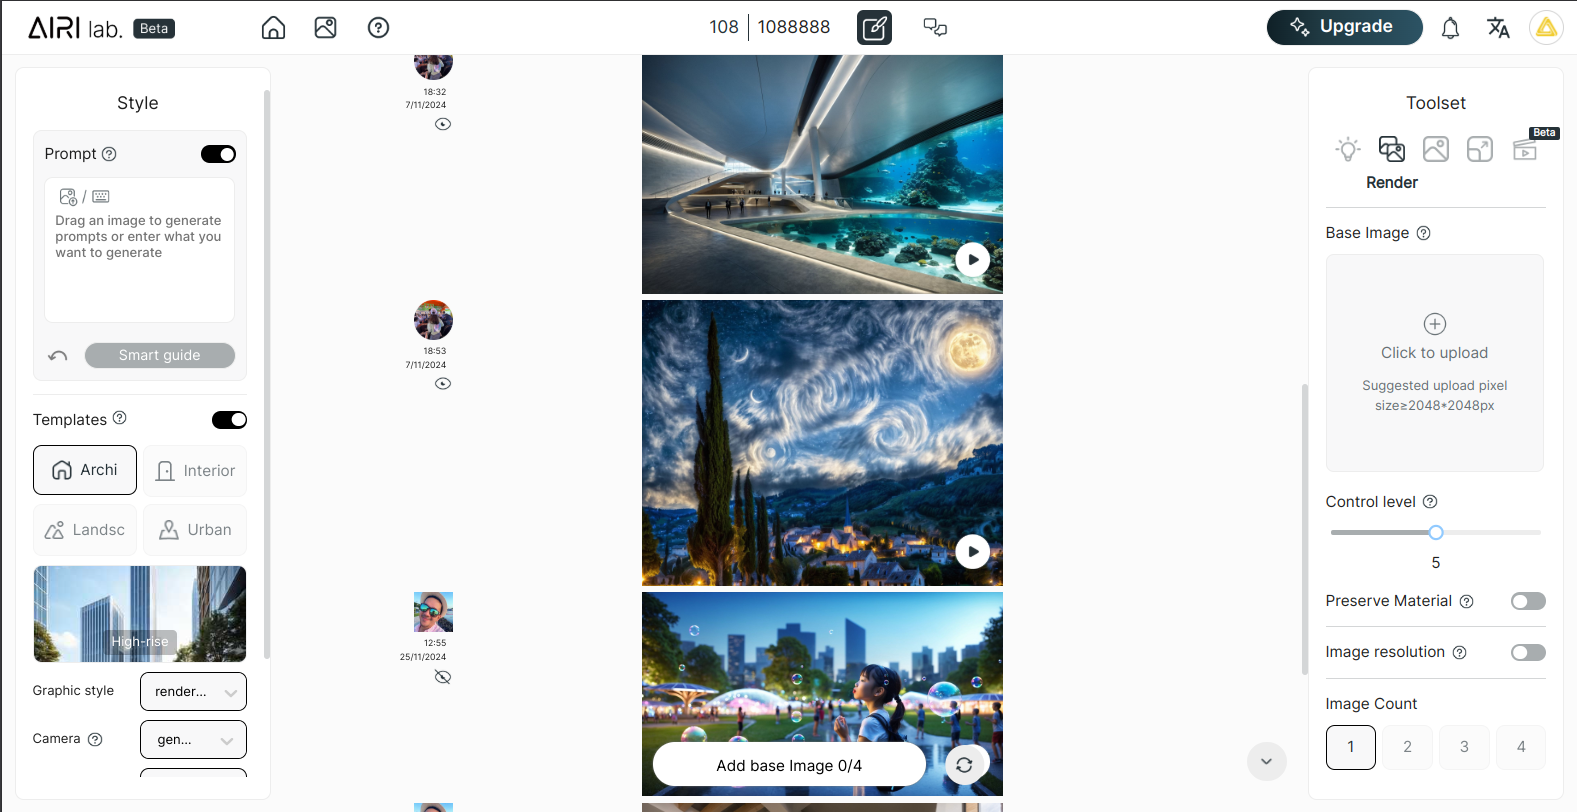 AIRI lab. Beta
108 1088888
Upgrade
Style
Prompt
Drag an image to generate
prompts or enter what you
want to generate
Smart guide
Templates
Archi
Interior
Landsc
Urban
High-rise
Graphic style
render...
Camera
gen...
18:32
7/11/2024
18:53
7/11/2024
12:55
25/11/2024
Add base Image 0/4
Toolset
Beta
Render
Base Image
Click to upload
Suggested upload pixel
size≥2048*2048px
Control level
5
Preserve Material
Image resolution
Image Count
1
2
3
4